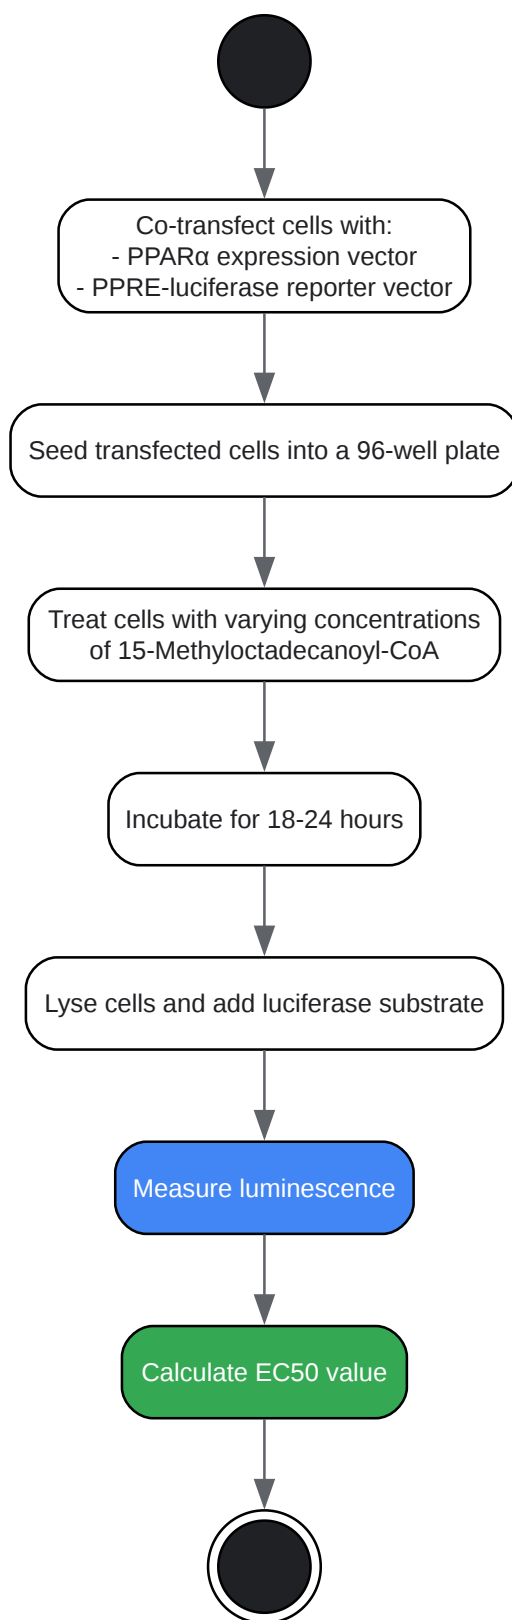 Co-transfect cells with:
- PPARα expression vector
- PPRE-luciferase reporter vector
Seed transfected cells into a 96-well plate
Treat cells with varying concentrations
of 15-Methyloctadecanoyl-CoA
Incubate for 18-24 hours
Lyse cells and add luciferase substrate
Measure luminescence
Calculate EC50 value